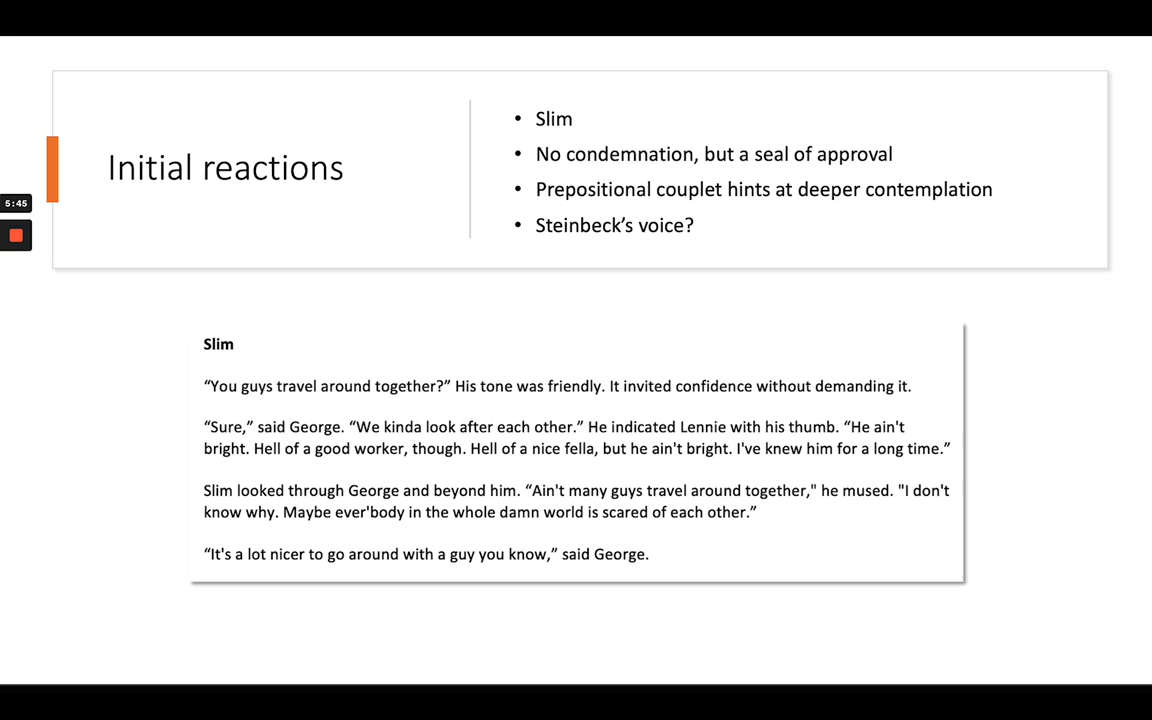 Initial reactions
• Slim
• No condemnation, but a seal of approval
• Prepositional couplet hints at deeper contemplation
• Steinbeck’s voice?
5:45
Slim
“You guys travel around together?” His tone was friendly. It invited confidence without demanding it.
“Sure,” said George. “We kinda look after each other.” He indicated Lennie with his thumb. “He ain't
bright. Hell of a good worker, though. Hell of a nice fella, but he ain't bright. I've knew him for a long time.”
Slim looked through George and beyond him. “Ain't many guys travel around together," he mused. "I don't
know why. Maybe ever'body in the whole damn world is scared of each other.”
“It's a lot nicer to go around with a guy you know,” said George.